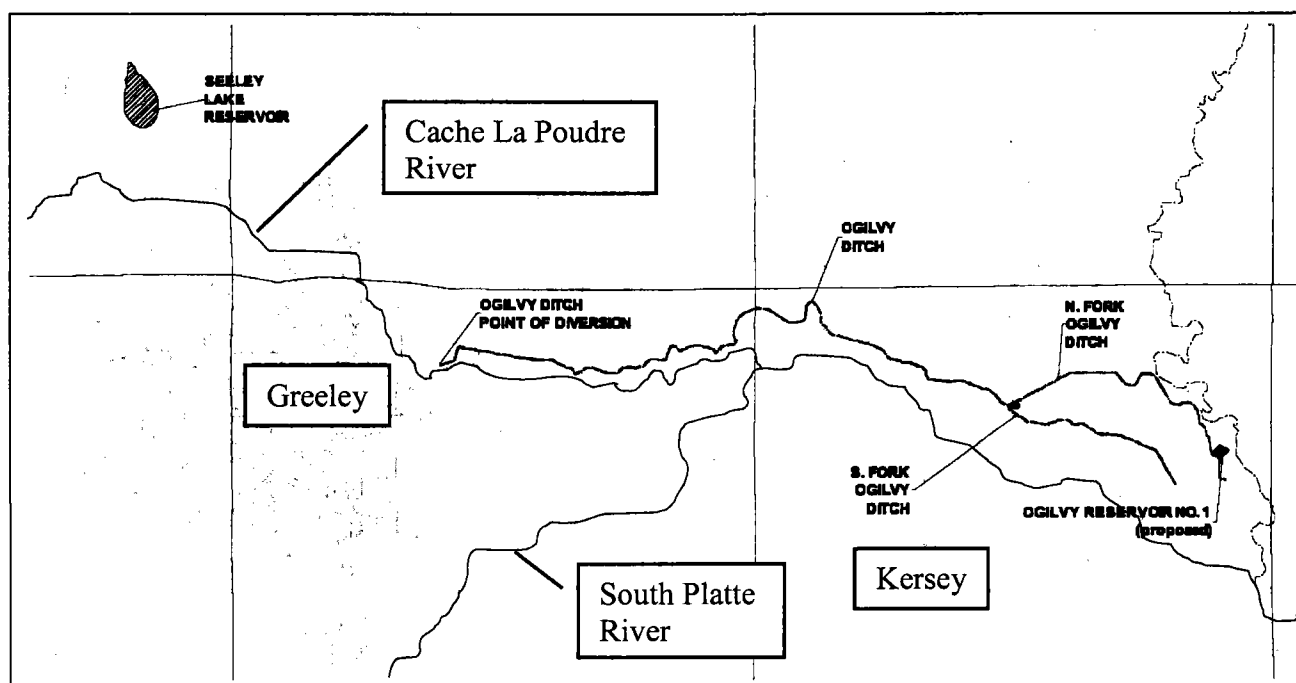 SEELEY
LAKE
RESERVOIR
Cache La Poudre
River
OGILVY
DITCH
OGILVY DITCH
POINT OF DIVERSION
N. FORK
OGILVY
DITCH
Greeley
S. FORK
OGILVY
DITCH
OGILVY RESERVOIR NO. 1
(proposed)
Kersey
South Platte
River